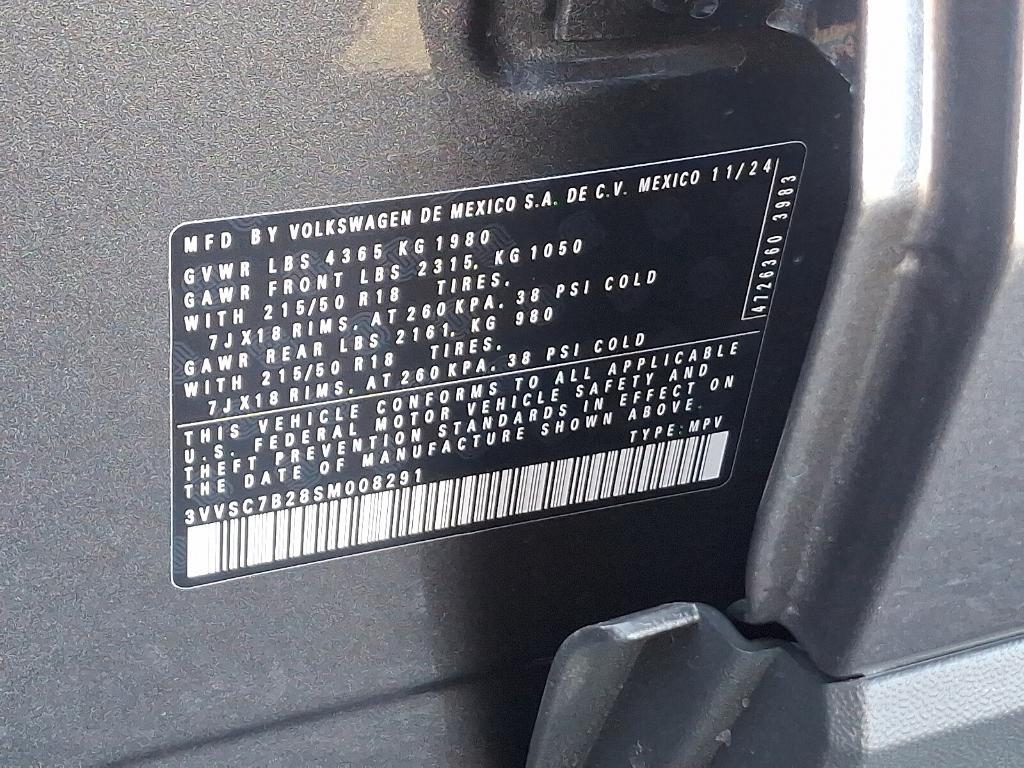 MFD BY VOLKSWAGEN DE MEXICO S.A. DE C.V. MEXICO 11/24
GVWR LBS 4365 KG 1980
GAWR FRONT LBS 2315, KG 1050
WITH 215/50 R18 TIRES,
7JX18 RIMS, AT 260 KPA, 38 PSI COLD
GAWR REAR LBS 2161, KG 980
WITH 215/50 R18 TIRES,
7JX18 RIMS, AT 260 KPA, 38 PSI COLD
THIS VEHICLE CONFORMS TO ALL APPLICABLE
U.S. FEDERAL MOTOR VEHICLE SAFETY AND
THEFT PREVENTION STANDARDS IN EFFECT ON
THE DATE OF MANUFACTURE SHOWN ABOVE.
3VVSC7B28SM008291 TYPE: MPV
4726360 3983